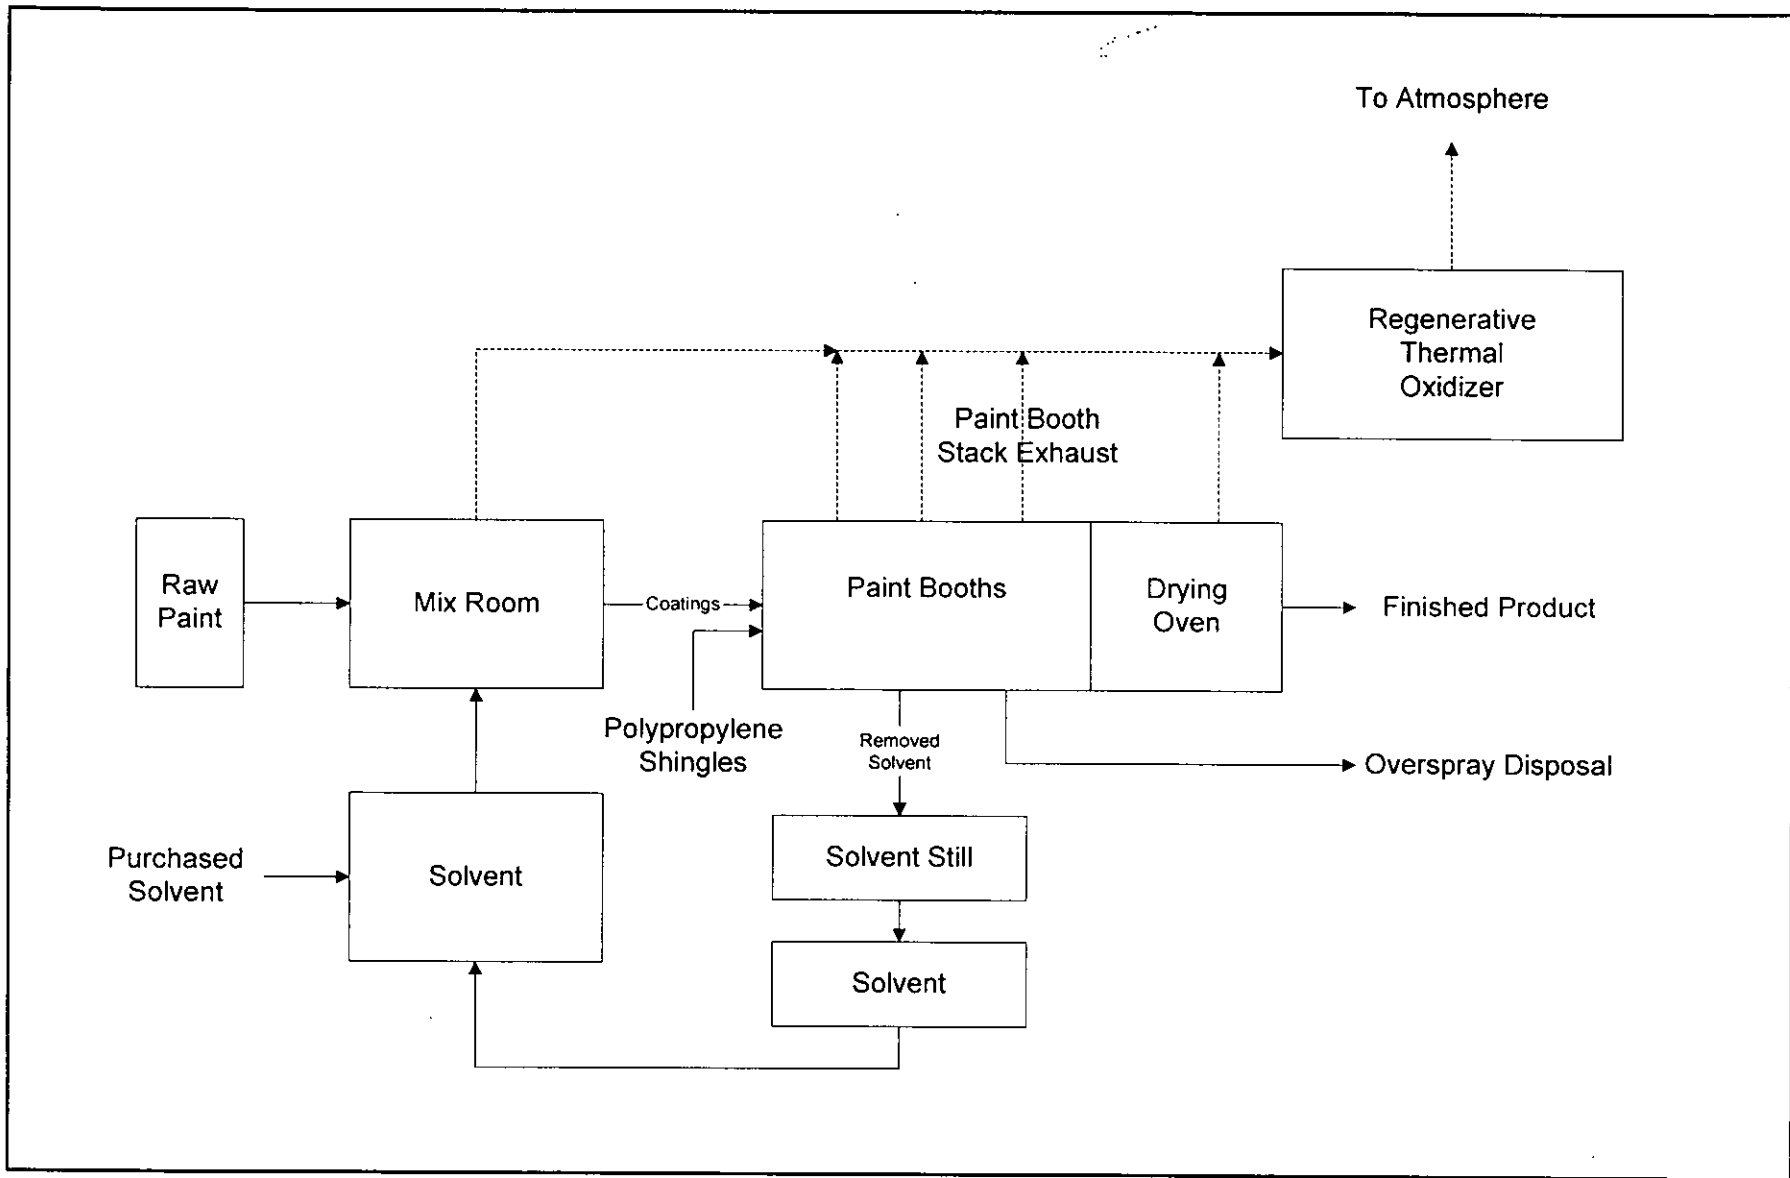 To Atmosphere
Regenerative
Thermal
Oxidizer
Paint Booth
Stack Exhaust
Raw
Paint
Mix Room
Coatings
Paint Booths
Drying
Oven
Finished Product
Polypropylene
Shingles
Removed
Solvent
Overspray Disposal
Purchased
Solvent
Solvent
Solvent Still
Solvent